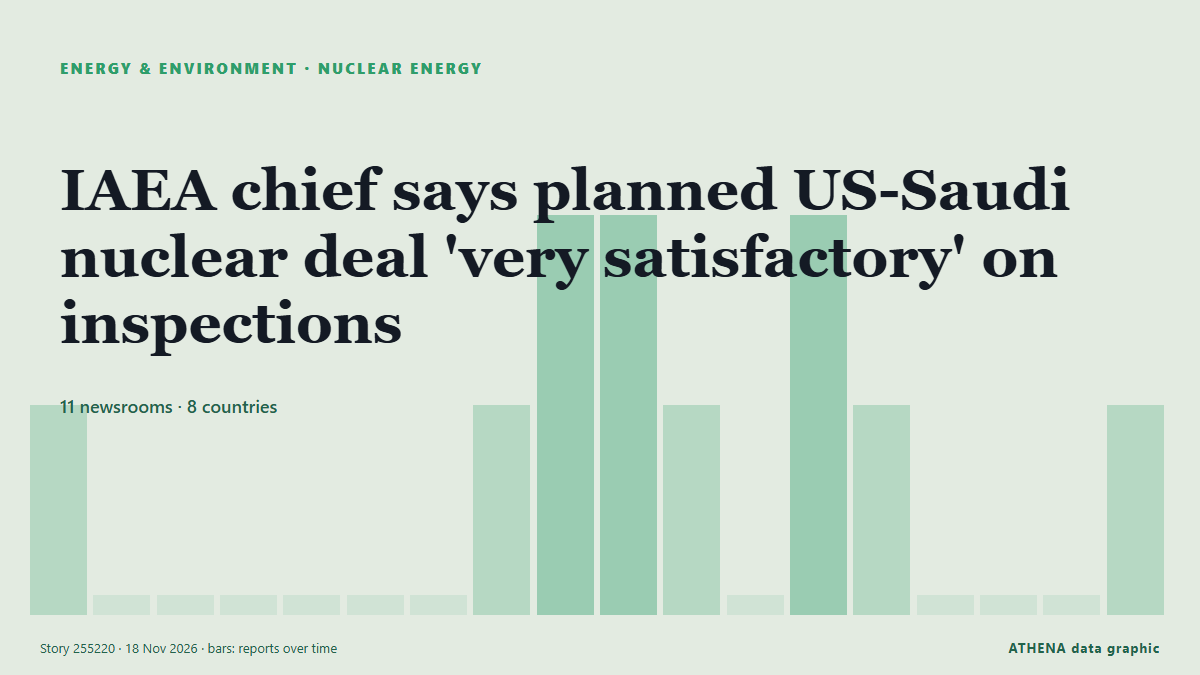 ENERGY & ENVIRONMENT · NUCLEAR ENERGY
IAEA chief says planned US-Saudi
nuclear deal 'very satisfactory' on
inspections
11 newsrooms · 8 countries
Story 255220 · 18 Nov 2026 · bars: reports over time
ATHENA data graphic